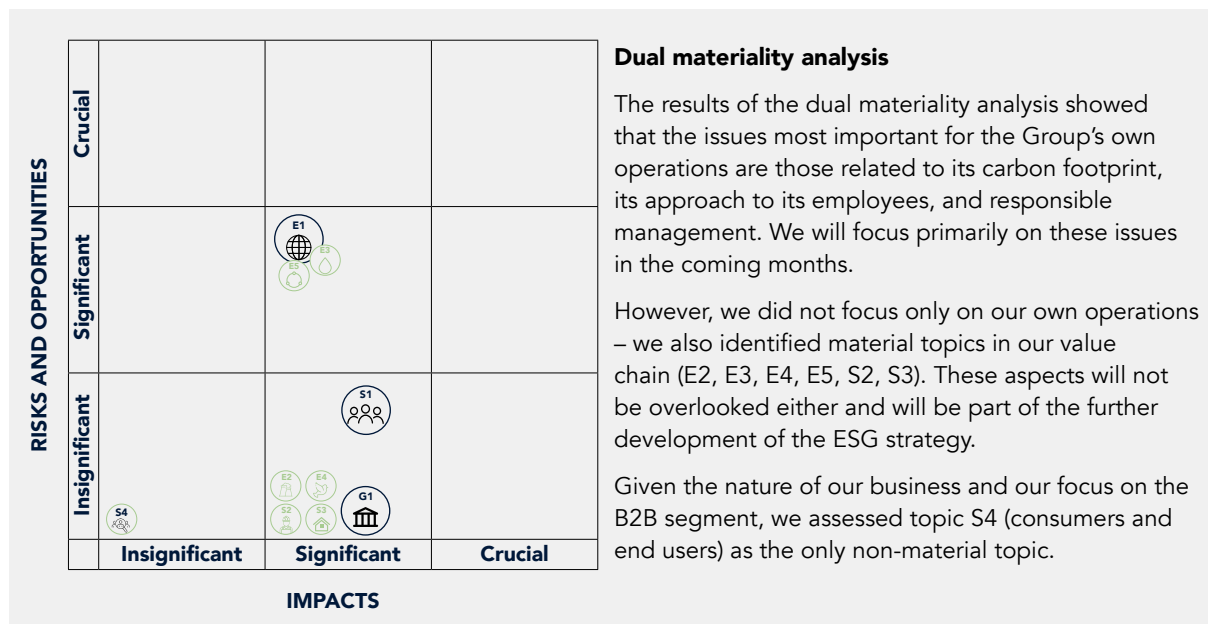 RISKS AND OPPORTUNITIES
Crucial
Significant
Insignificant
E1
E3
E5
S1
E2
E4
S2
S3
G1
S4
Insignificant
Significant
Crucial
IMPACTS
Dual materiality analysis
The results of the dual materiality analysis showed
that the issues most important for the Group’s own
operations are those related to its carbon footprint,
its approach to its employees, and responsible
management. We will focus primarily on these issues
in the coming months.
However, we did not focus only on our own operations
– we also identified material topics in our value
chain (E2, E3, E4, E5, S2, S3). These aspects will not
be overlooked either and will be part of the further
development of the ESG strategy.
Given the nature of our business and our focus on the
B2B segment, we assessed topic S4 (consumers and
end users) as the only non-material topic.